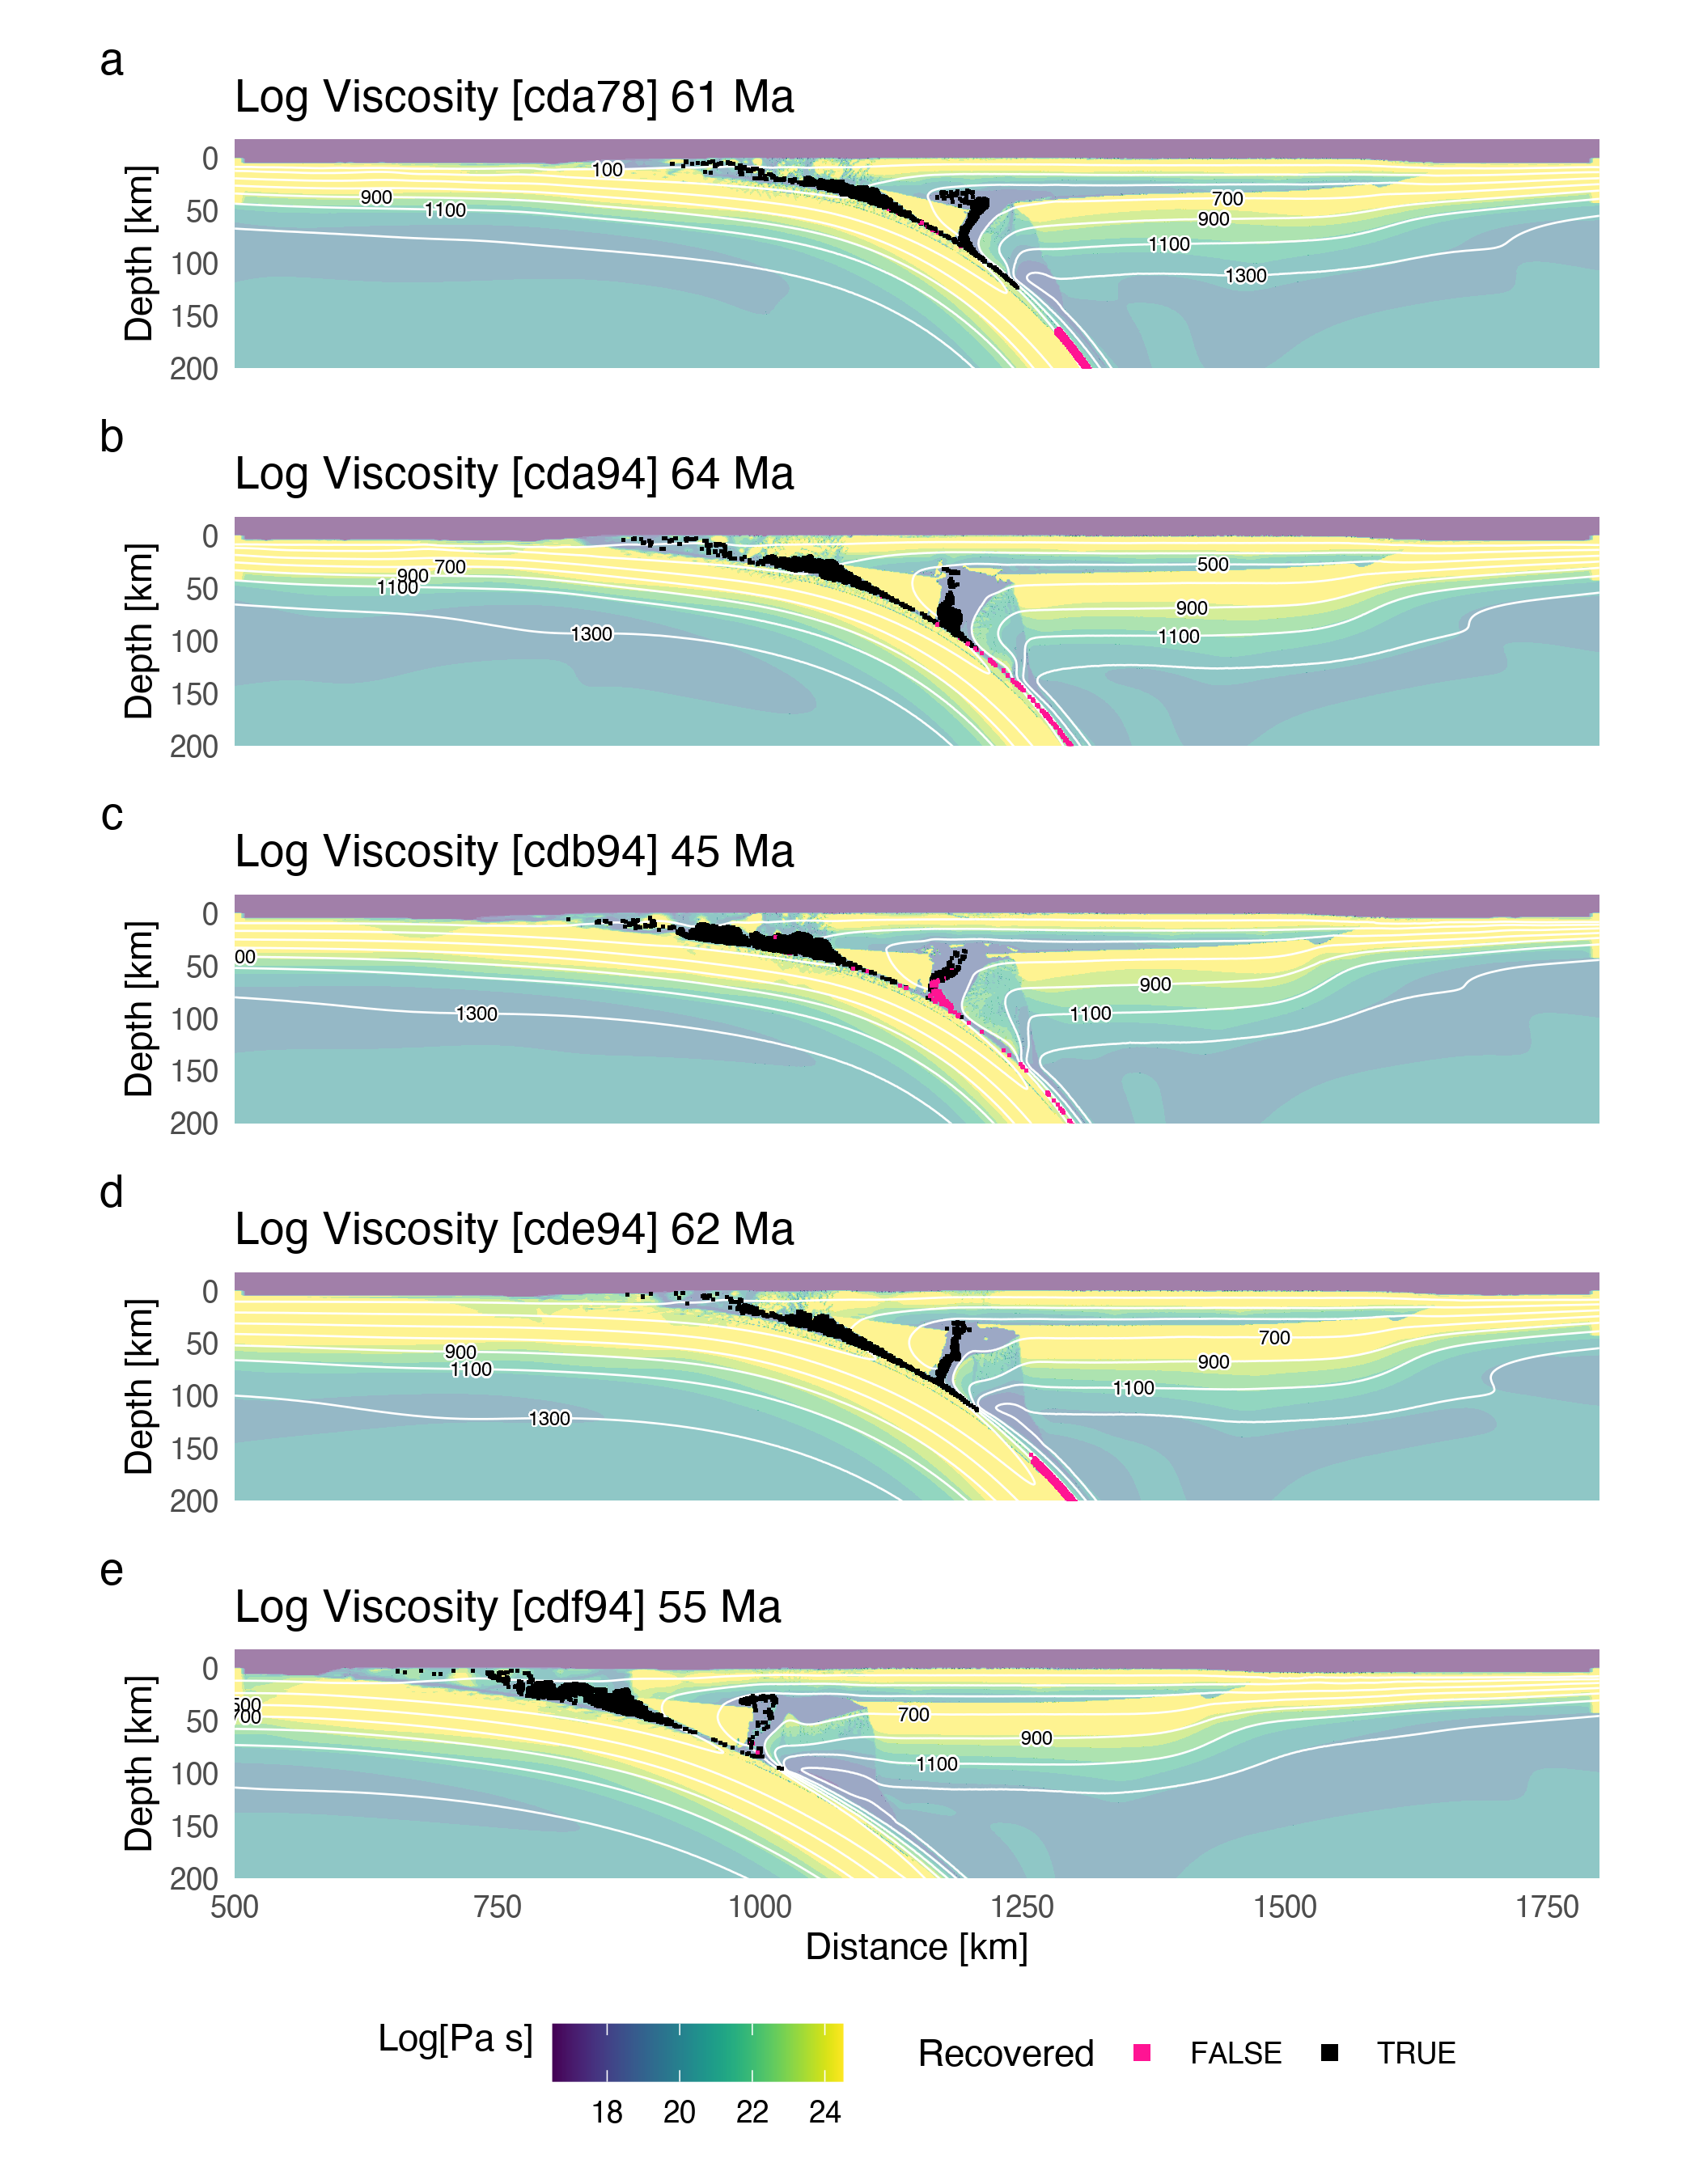 a
Log Viscosity [cda78] 61 Ma
Depth [km]
0
50
100
150
200
100
900
1100
700
900
1100
1300
b
Log Viscosity [cda94] 64 Ma
Depth [km]
0
50
100
150
200
700
900
1100
1300
500
900
1100
c
Log Viscosity [cdb94] 45 Ma
Depth [km]
0
50
100
150
200
00
1300
900
1100
d
Log Viscosity [cde94] 62 Ma
Depth [km]
0
50
100
150
200
900
1100
1300
700
900
1100
e
Log Viscosity [cdf94] 55 Ma
Depth [km]
0
50
100
150
200
500
700
700
900
1100
500 750 1000 1250 1500 1750
Distance [km]
Log[Pa s]
18 20 22 24
Recovered FALSE TRUE